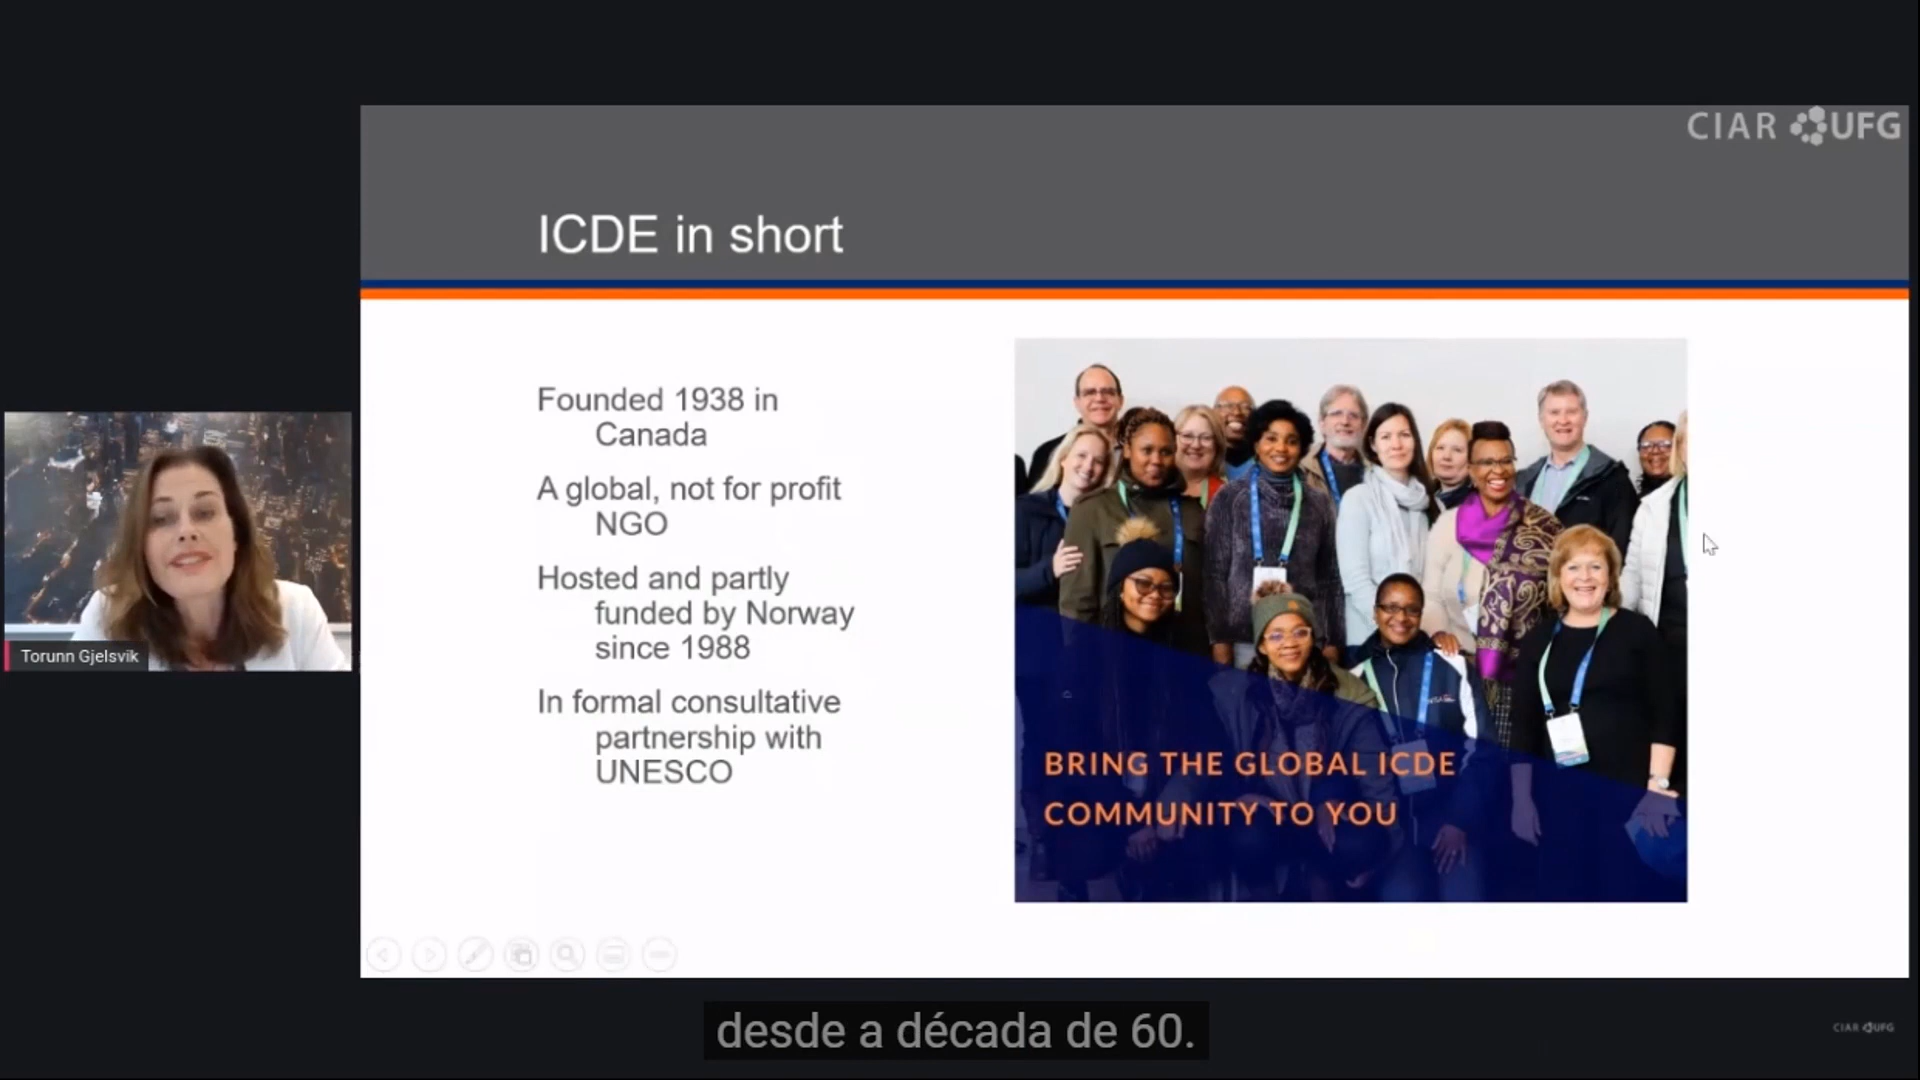 CIAR UFG
ICDE in short
Founded 1938 in
Canada
A global, not for profit
NGO
Hosted and partly
funded by Norway
since 1988
In formal consultative
partnership with
UNESCO
BRING THE GLOBAL ICDE
COMMUNITY TO YOU
Torunn Gjelsvik
desde a década de 60.
CIAR UFG